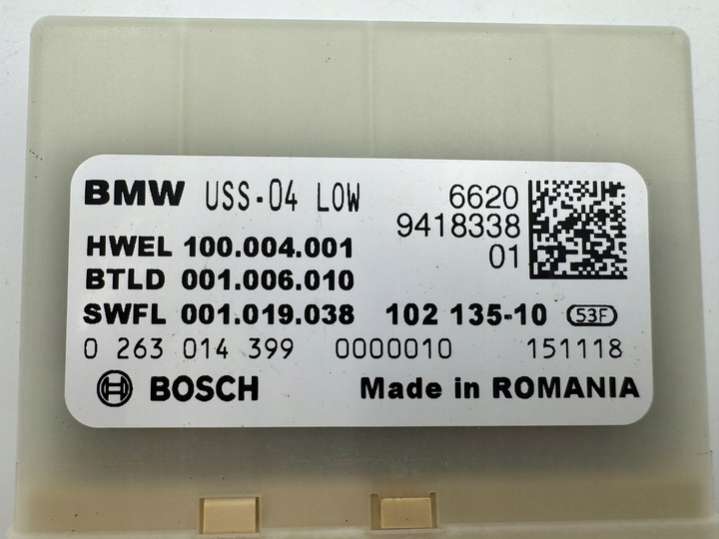 BMW USS-04 LOW 6620
9418338
HWEL 100.004.001 01
BTLD 001.006.010
SWFL 001.019.038 102 135-10 53F
0 263 014 399 0000010 151118
BOSCH Made in ROMANIA